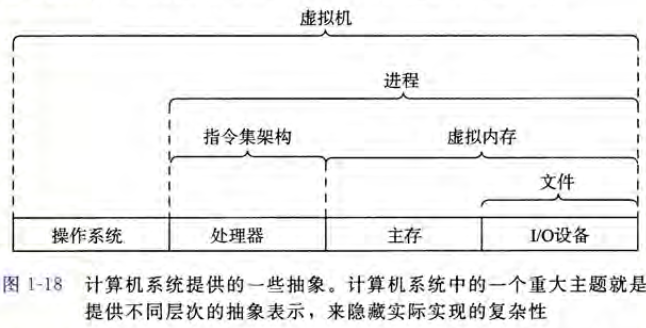 虚拟机
进程
指令集架构 虚拟内存
文件
操作系统 处理器 主存 I/O设备
图 1-18 计算机系统提供的一些抽象。计算机系统中的一个重大主题就是
提供不同层次的抽象表示，来隐藏实际实现的复杂性